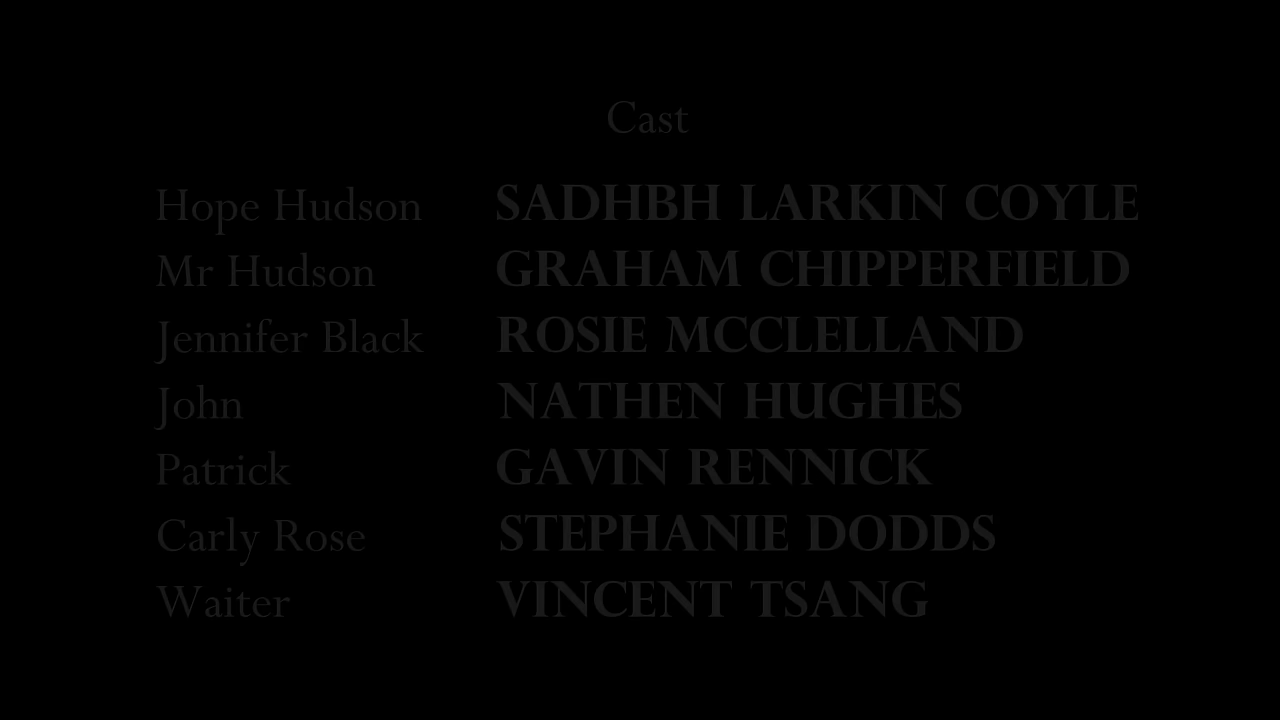 Cast
Hope Hudson SADHBH LARKIN COYLE
Mr Hudson GRAHAM CHIPPERFIELD
Jennifer Black ROSIE MCCLELLAND
John NATHEN HUGHES
Patrick GAVIN RENNICK
Carly Rose STEPHANIE DODDS
Waiter VINCENT TSANG